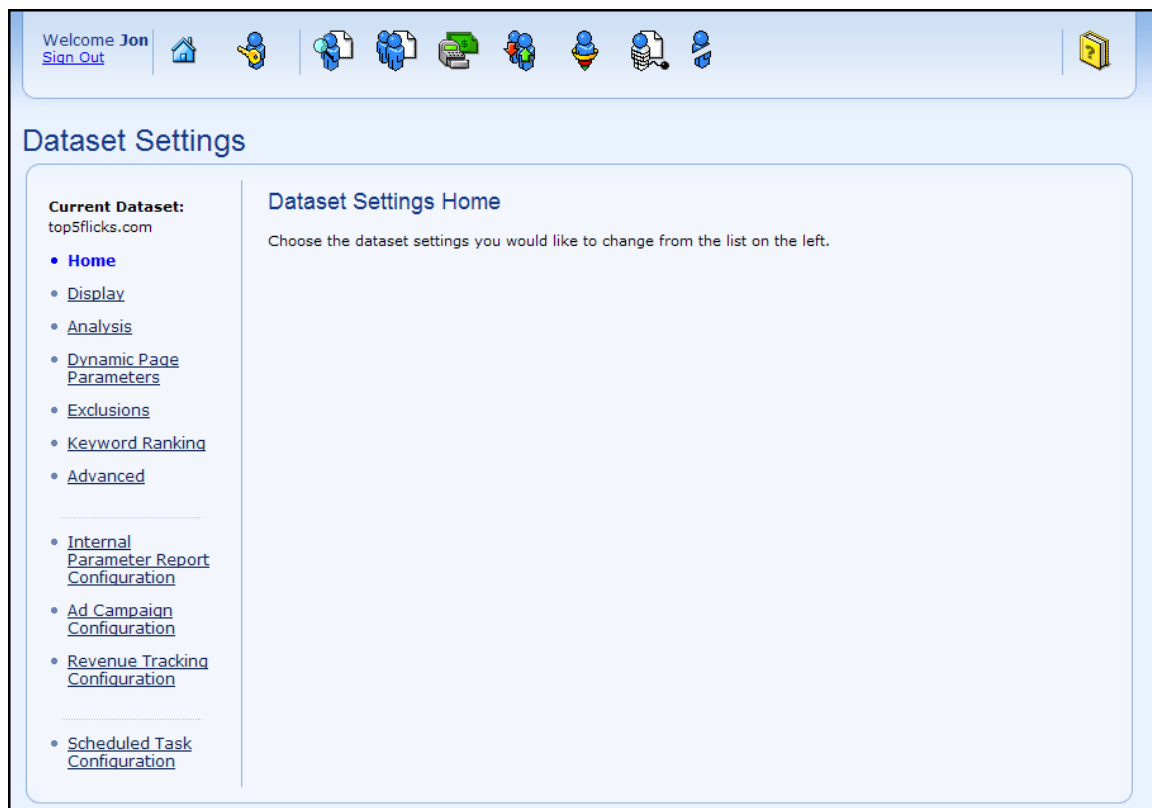 Welcome Jon
Sign Out
?
$
Dataset Settings
Current Dataset:
top5flicks.com
Home
Display
Analysis
Dynamic Page
Parameters
Exclusions
Keyword Ranking
Advanced
Internal
Parameter Report
Configuration
Ad Campaign
Configuration
Revenue Tracking
Configuration
Scheduled Task
Configuration
Dataset Settings Home
Choose the dataset settings you would like to change from the list on the left.